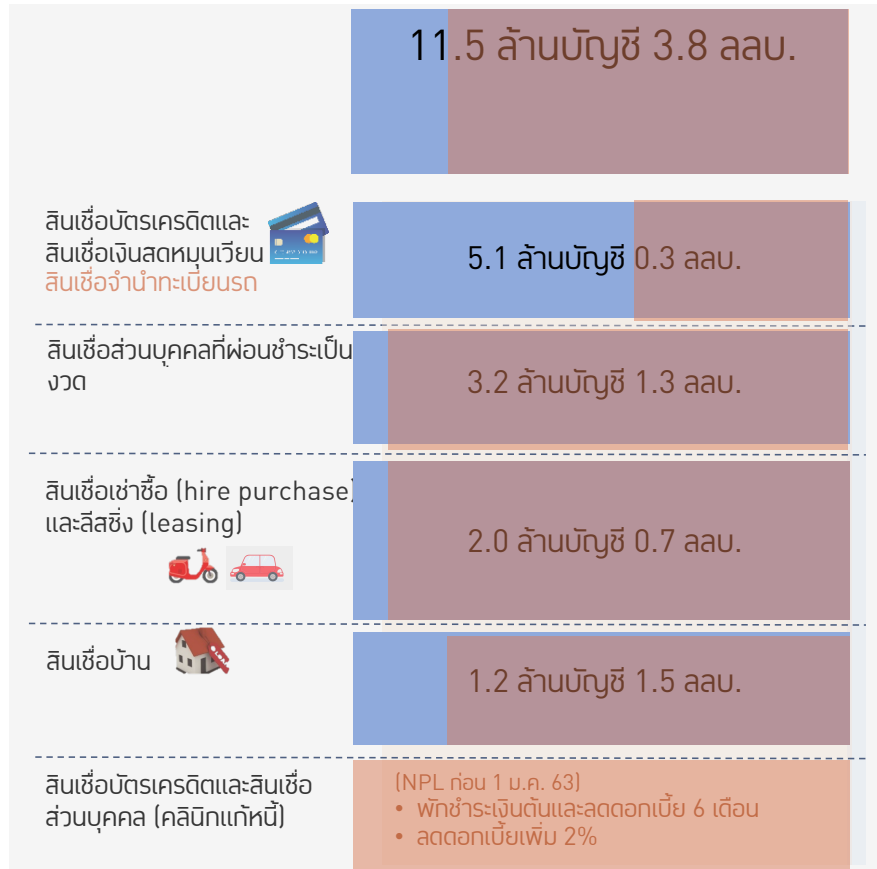 11.5 ล้านบัญชี 3.8 ลลบ.
สินเชื่อบัตรเครดิตและ
สินเชื่อเงินสดหมุนเวียน
สินเชื่อจำนำทะเบียนรถ
5.1 ล้านบัญชี 0.3 ลลบ.
สินเชื่อส่วนบุคคลที่ผ่อนชำระเป็น
งวด
3.2 ล้านบัญชี 1.3 ลลบ.
สินเชื่อเช่าซื้อ (hire purchase)
และลีสซิ่ง (leasing)
2.0 ล้านบัญชี 0.7 ลลบ.
สินเชื่อบ้าน
1.2 ล้านบัญชี 1.5 ลลบ.
สินเชื่อบัตรเครดิตและสินเชื่อ
ส่วนบุคคล (คลินิกแก้หนี้)
(NPL ก่อน 1 ม.ค. 63)
• พักชำระเงินต้นและลดดอกเบี้ย 6 เดือน
• ลดดอกเบี้ยเพิ่ม 2%